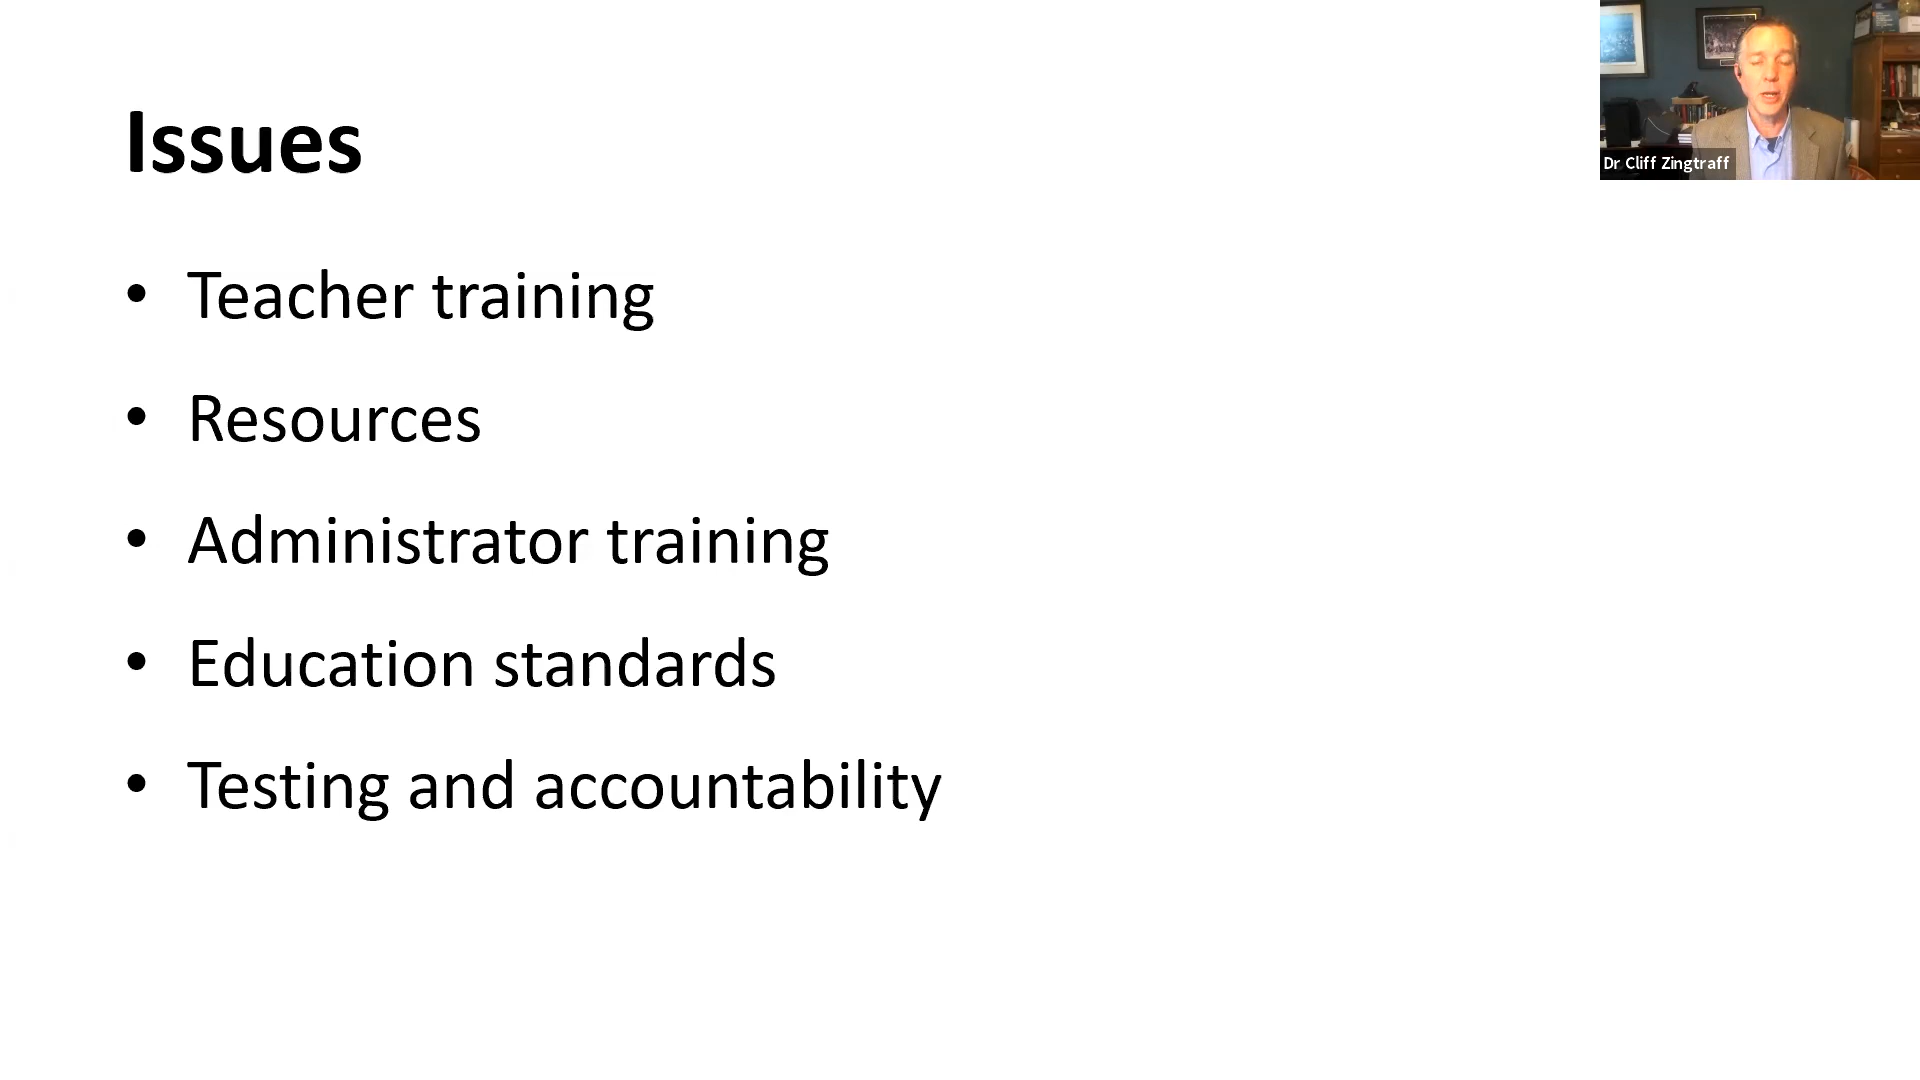 Issues
• Teacher training
• Resources
• Administrator training
• Education standards
• Testing and accountability
Dr Cliff Zingtraff